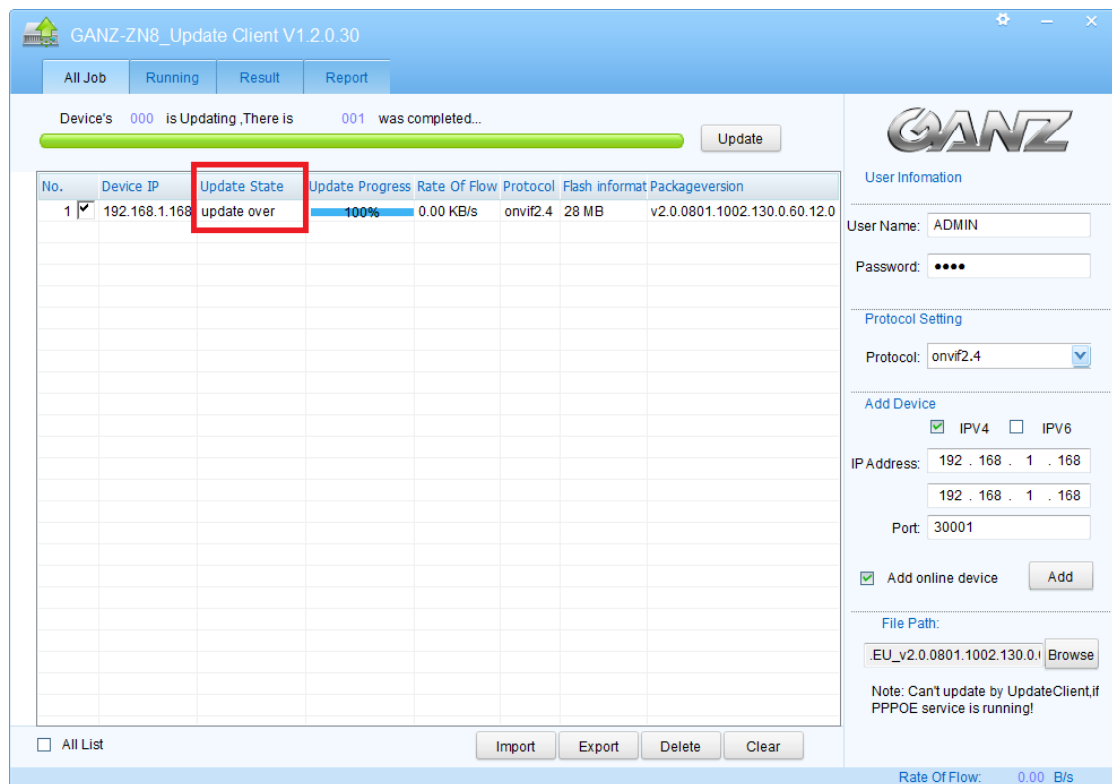 GANZ-ZN8_Update Client V1.2.0.30
All Job Running Result Report
Device's 000 is Updating ,There is 001 was completed...
Update
No. Device IP Update State Update Progress Rate Of Flow Protocol Flash informat Packageversion
1 192.168.1.168 update over 100% 0.00 KB/s onvif2.4 28 MB v2.0.0801.1002.130.0.60.12.0
All List
Import Export Delete Clear
GANZ
User Infomation
User Name: ADMIN
Password: ●●●●
Protocol Setting
Protocol: onvif2.4
Add Device
IPV4 IPV6
IP Address: 192 . 168 . 1 . 168
192 . 168 . 1 . 168
Port: 30001
Add online device Add
File Path:
.EU_v2.0.0801.1002.130.0. Browse
Note: Can't update by UpdateClient,if
PPPOE service is running!
Rate Of Flow: 0.00 B/s